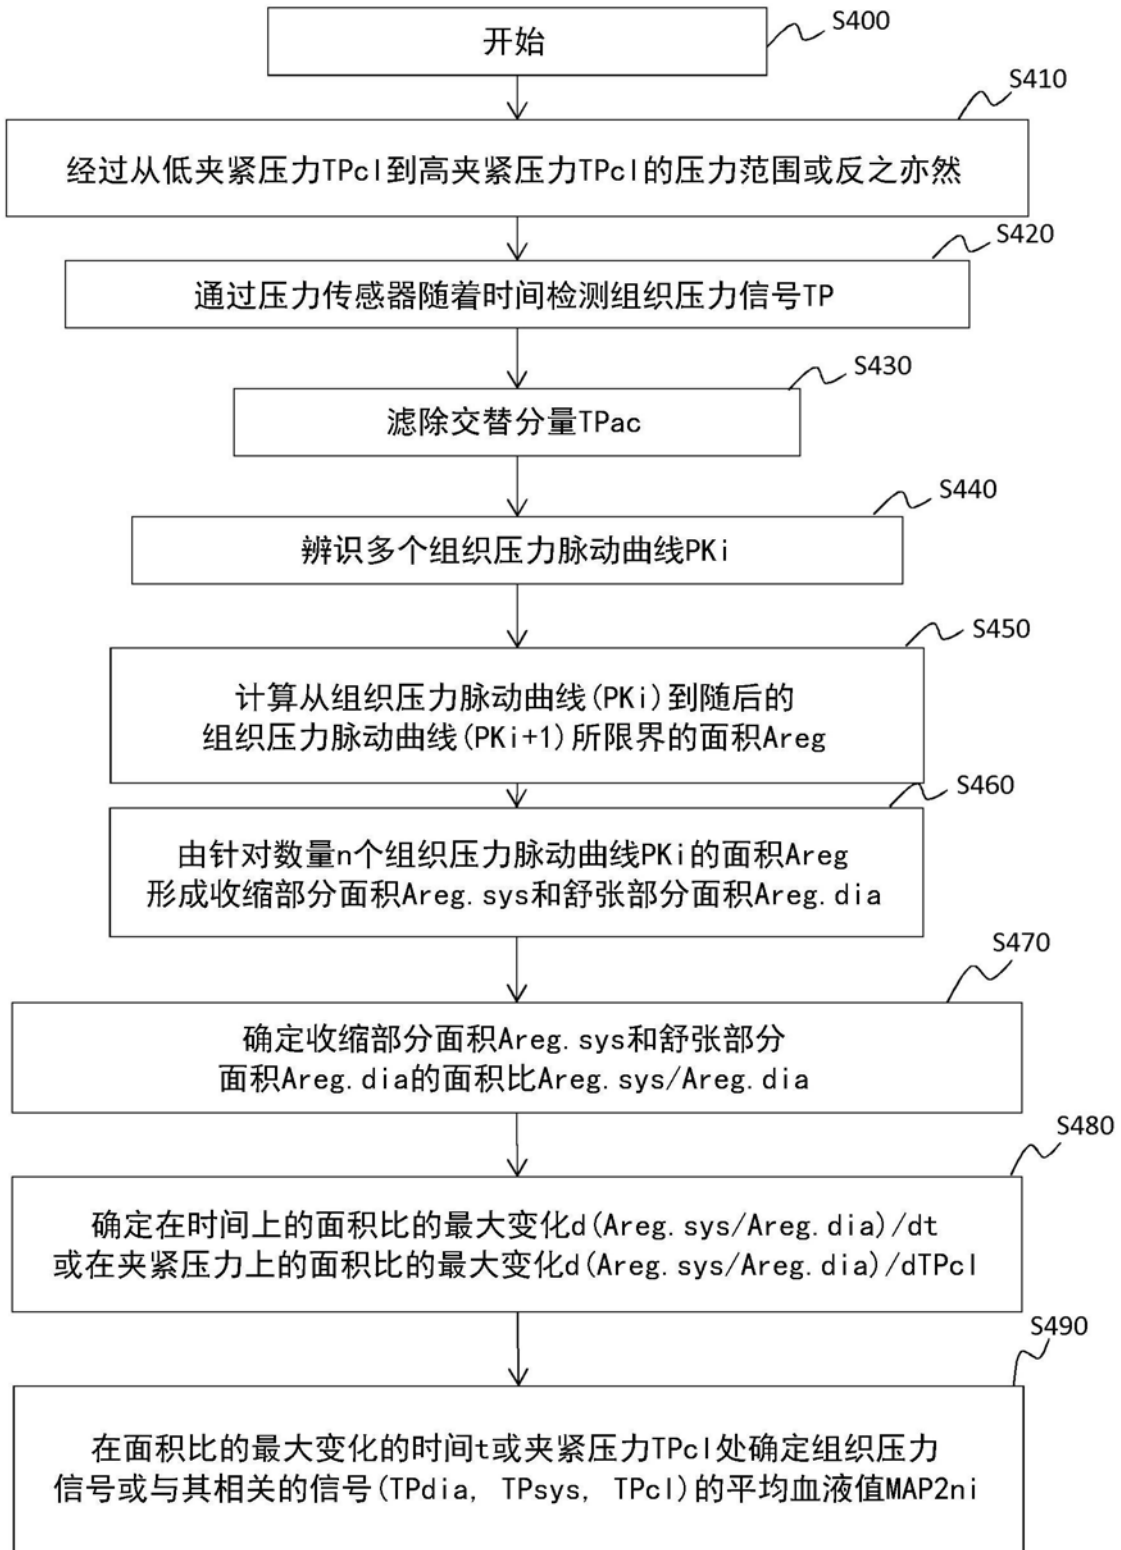 开始
S400
S410
经过从低夹紧压力TPcl到高夹紧压力TPcl的压力范围或反之亦然
S420
通过压力传感器随着时间检测组织压力信号TP
S430
滤除交替分量TPac
S440
辨识多个组织压力脉动曲线PKi
S450
计算从组织压力脉动曲线(PKi)到随后的
组织压力脉动曲线(PKi+1)所限界的面积Areg
S460
由针对数量n个组织压力脉动曲线PKi的面积Areg
形成收缩部分面积Areg.sys和舒张部分面积Areg.dia
S470
确定收缩部分面积Areg.sys和舒张部分
面积Areg.dia的面积比Areg.sys/Areg.dia
S480
确定在时间上的面积比的最大变化d(Areg.sys/Areg.dia)/dt
或在夹紧压力上的面积比的最大变化d(Areg.sys/Areg.dia)/dTPcl
S490
在面积比的最大变化的时间t或夹紧压力TPcl处确定组织压力
信号或与其相关的信号(TPdia, TPsys, TPcl)的平均血液值MAP2ni